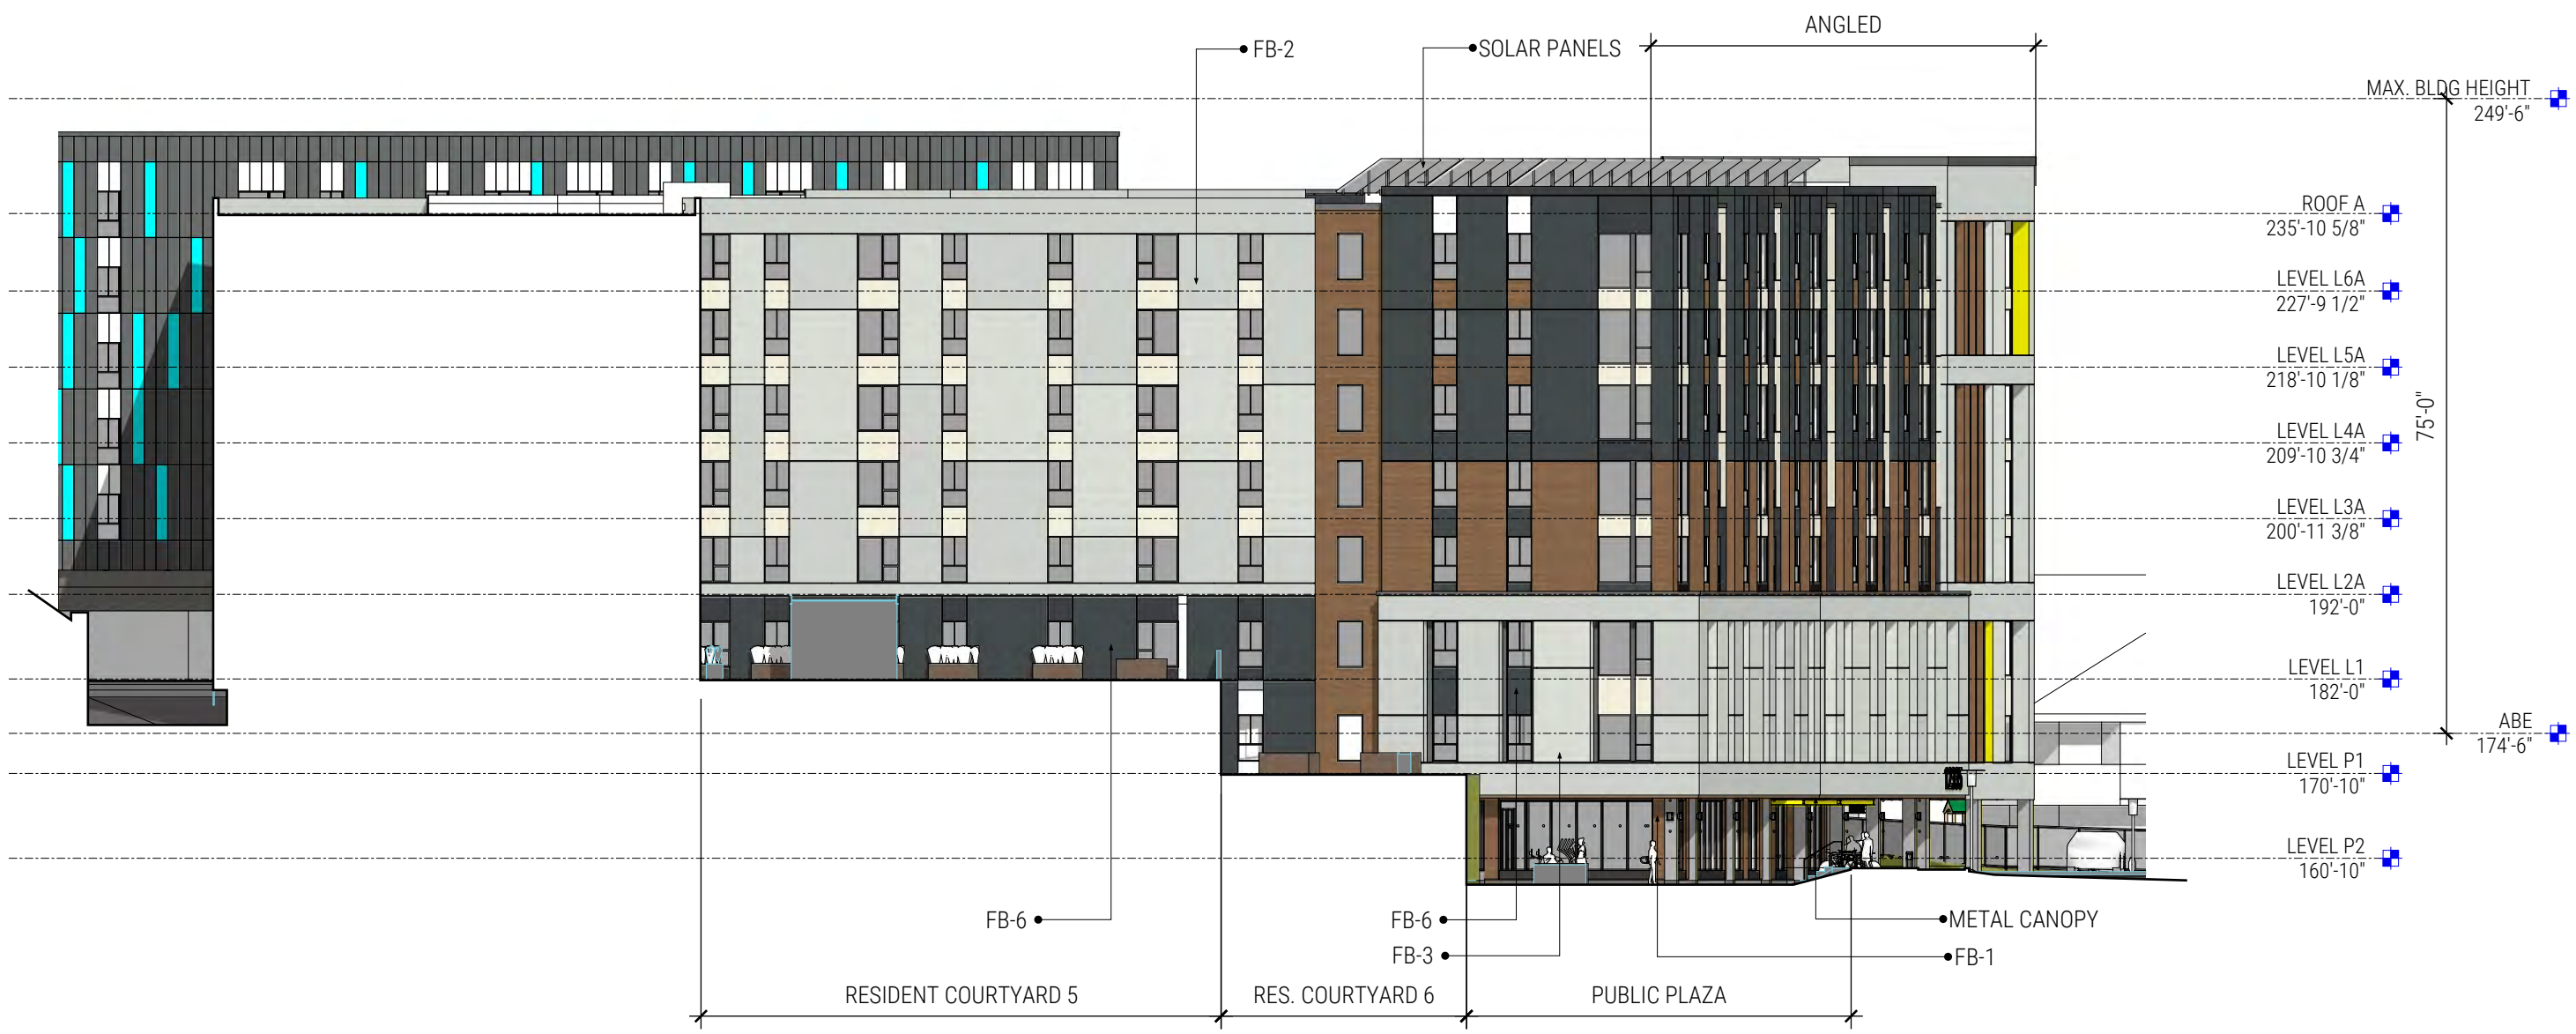 ANGLED
FB-2
SOLAR PANELS
MAX. BLDG HEIGHT
249'-6"
ROOF A
235'-10 5/8"
LEVEL L6A
227'-9 1/2"
LEVEL L5A
218'-10 1/8"
75'-0"
LEVEL L4A
209'-10 3/4"
LEVEL L3A
200'-11 3/8"
LEVEL L2A
192'-0"
LEVEL L1
182'-0"
ABE
174'-6"
LEVEL P1
170'-10"
LEVEL P2
160'-10"
FB-6
FB-6
METAL CANOPY
FB-3
FB-1
RESIDENT COURTYARD 5
RES. COURTYARD 6
PUBLIC PLAZA